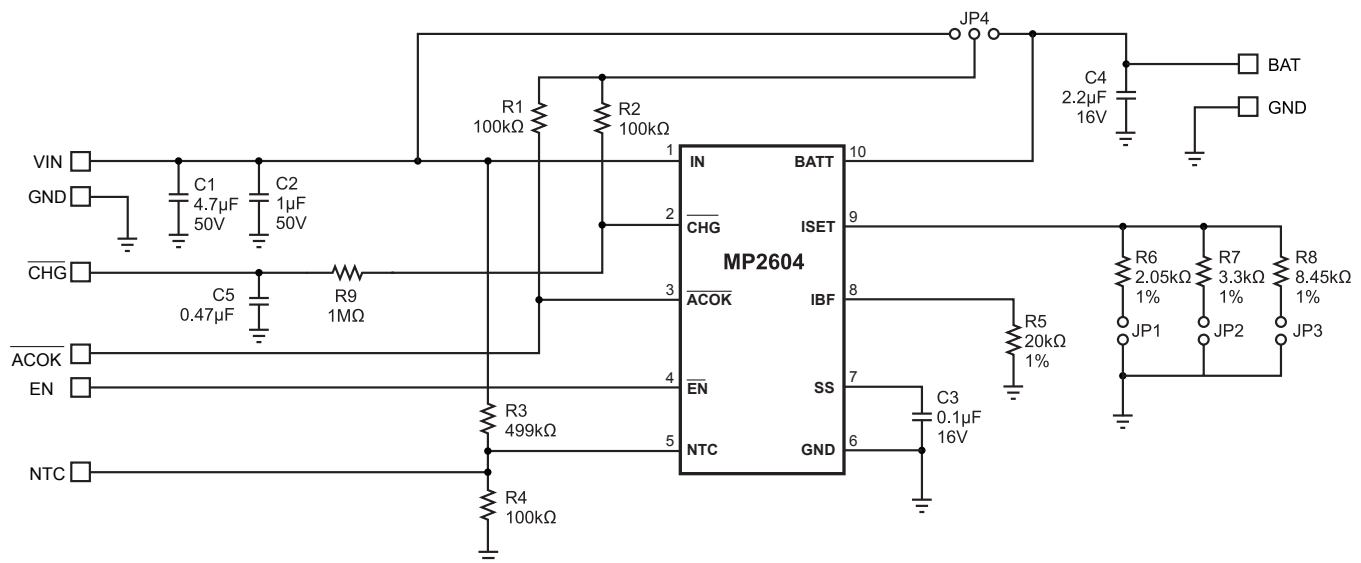 JP4
BAT
C4
2.2µF
16V
GND
R1
100kΩ
R2
100kΩ
VIN
GND
C1
4.7µF
50V
C2
1µF
50V
1
IN
BATT
10
2
CHG
ISET
9
MP2604
CHG
C5
0.47µF
R9
1MΩ
3
ACOK
IBF
8
R6
2.05kΩ
1%
R7
3.3kΩ
1%
R8
8.45kΩ
1%
JP1
JP2
JP3
R5
20kΩ
1%
ACOK
EN
4
EN
SS
7
C3
0.1µF
16V
R3
499kΩ
5
NTC
GND
6
NTC
R4
100kΩ